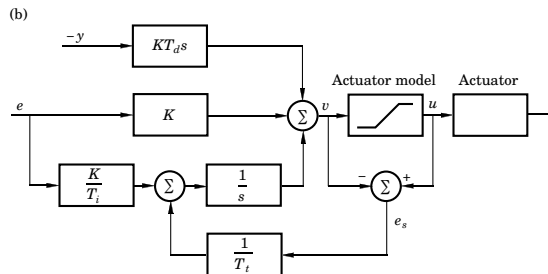 (b)
−y
KT_d s
Actuator model
Actuator
e
K
Σ
v
u
K
T_i
Σ
1
s
−
Σ
+
e_s
1
T_t